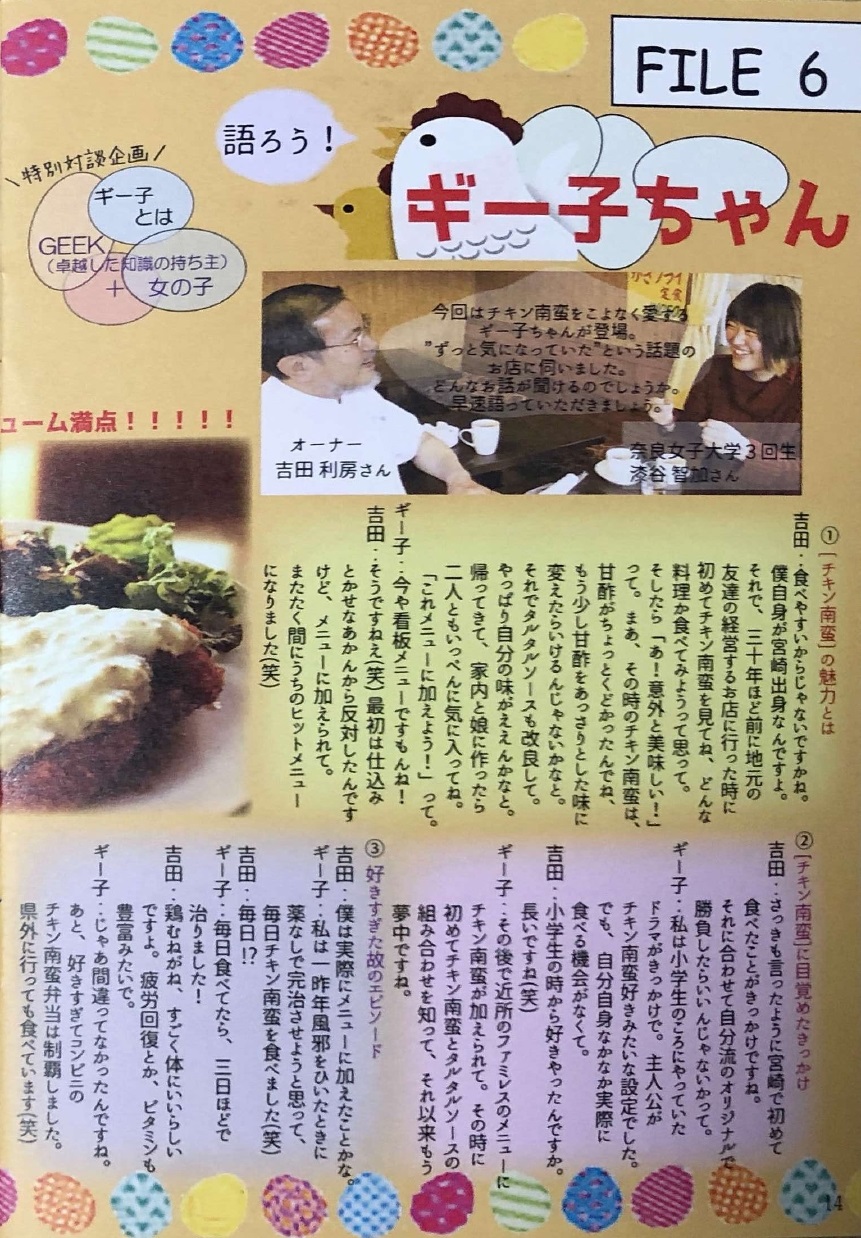 FILE 6
語ろう！
ギー子ちゃん
特別対談企画
ギー子
とは
GEEK
（卓越した知識の持ち主）
＋ 女の子
今回はチキン南蛮をこよなく愛する
ギー子ちゃんが登場。
”ずっと気になっていた”という話題の
お店に伺いました。
どんなお話が聞けるのでしょうか。
早速語っていただきましょう。
オーナー
吉田 利房さん
奈良女子大学3回生
漆谷 智加さん
ューム満点！！！！！
①［チキン南蛮］の魅力とは
吉田：食べやすいからじゃないですかね。
僕自身が宮崎出身なんですよ。
それで、三十年ほど前に地元の
友達の経営するお店に行った時に
初めてチキン南蛮を見てね、どんな
料理か食べてみようって思って。
そしたら「あ！意外と美味しい！」
って。まあ、その時のチキン南蛮は、
甘酢がちょっとくどかったんでね、
もう少し甘酢をあっさりとした味に
変えたらいけるんじゃないかなと。
それでタルタルソースも改良して。
やっぱり自分の味がええんかなと。
帰ってきて、家内と娘に作ったら
二人ともいっぺんに気に入ってね。
「これメニューに加えよう！」って。
ギー子：今や看板メニューですもんね！
吉田：そうですねえ(笑) 最初は仕込み
とかせなあかんから反対したんです
けど、メニューに加えられて。
またたく間にうちのヒットメニュー
になりました(笑)
②［チキン南蛮］に目覚めたきっかけ
吉田：さっきも言ったように宮崎で初めて
食べたことがきっかけですね。
それに合わせて自分流のオリジナルで
勝負したらいいんじゃないかって。
ギー子：私は小学生のころにやっていた
ドラマがきっかけで。主人公が
チキン南蛮好きみたいな設定でした。
でも、自分自身なかなか実際に
食べる機会がなくて。
吉田：小学生の時から好きやったんですか。
長いですね(笑)
ギー子：その後で近所のファミレスのメニューに
チキン南蛮が加えられて。その時に
初めてチキン南蛮とタルタルソースの
組み合わせを知って、それ以来もう
夢中ですね。
③ 好きすぎた故のエピソード
吉田：僕は実際にメニューに加えたことかな。
ギー子：私は一昨年風邪をひいたときに
薬なしで完治させようと思って、
毎日チキン南蛮を食べました(笑)
吉田：毎日!?
ギー子：毎日食べてたら、三日ほどで
治りました！
吉田：鶏むねがね、すごく体にいいらしい
ですよ。疲労回復とか、ビタミンも
豊富みたいで。
ギー子：じゃあ間違ってなかったんですね。
あと、好きすぎてコンビニの
チキン南蛮弁当は制覇しました。
県外に行っても食べています(笑)
14